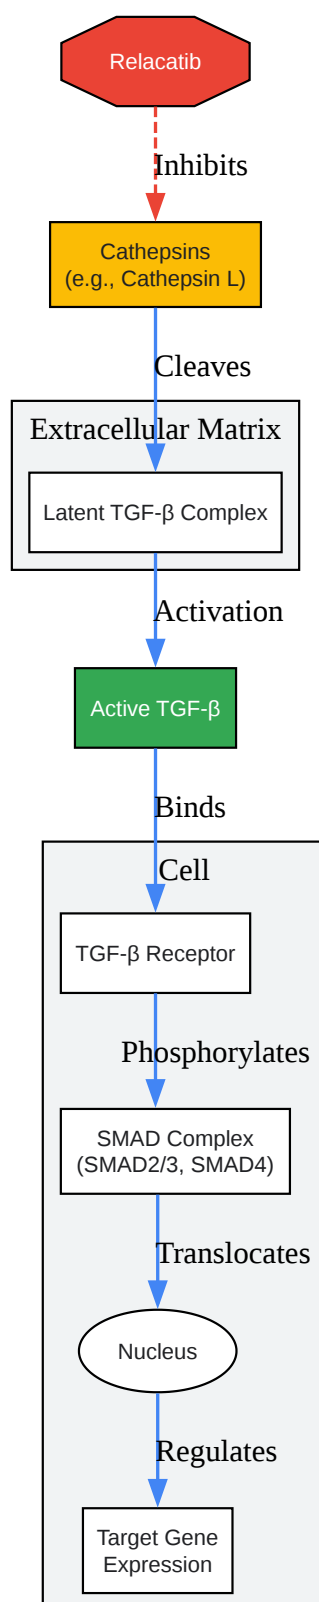 Relacatib
Inhibits
Cathepsins
(e.g., Cathepsin L)
Cleaves
Extracellular Matrix
Latent TGF-β Complex
Activation
Active TGF-β
Binds
Cell
TGF-β Receptor
Phosphorylates
SMAD Complex
(SMAD2/3, SMAD4)
Translocates
Nucleus
Regulates
Target Gene
Expression